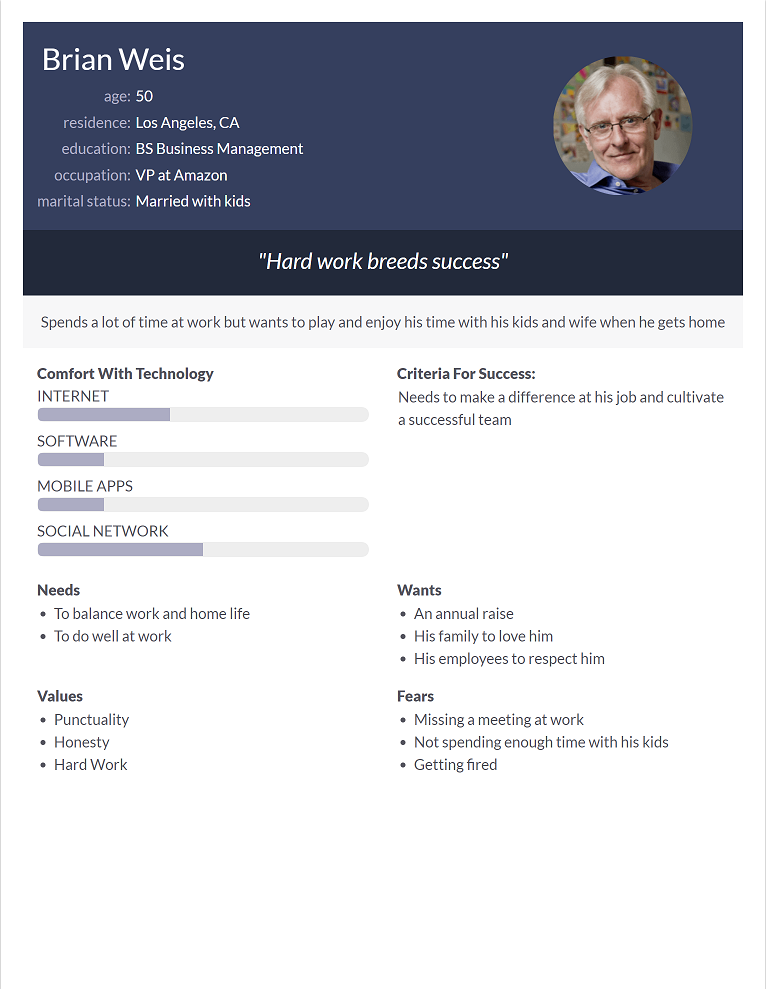 Brian Weis
age: 50
residence: Los Angeles, CA
education: BS Business Management
occupation: VP at Amazon
marital status: Married with kids
"Hard work breeds success"
Spends a lot of time at work but wants to play and enjoy his time with his kids and wife when he gets home
Comfort With Technology
INTERNET
SOFTWARE
MOBILE APPS
SOCIAL NETWORK
Criteria For Success:
Needs to make a difference at his job and cultivate
a successful team
Needs
• To balance work and home life
• To do well at work
Wants
• An annual raise
• His family to love him
• His employees to respect him
Values
• Punctuality
• Honesty
• Hard Work
Fears
• Missing a meeting at work
• Not spending enough time with his kids
• Getting fired